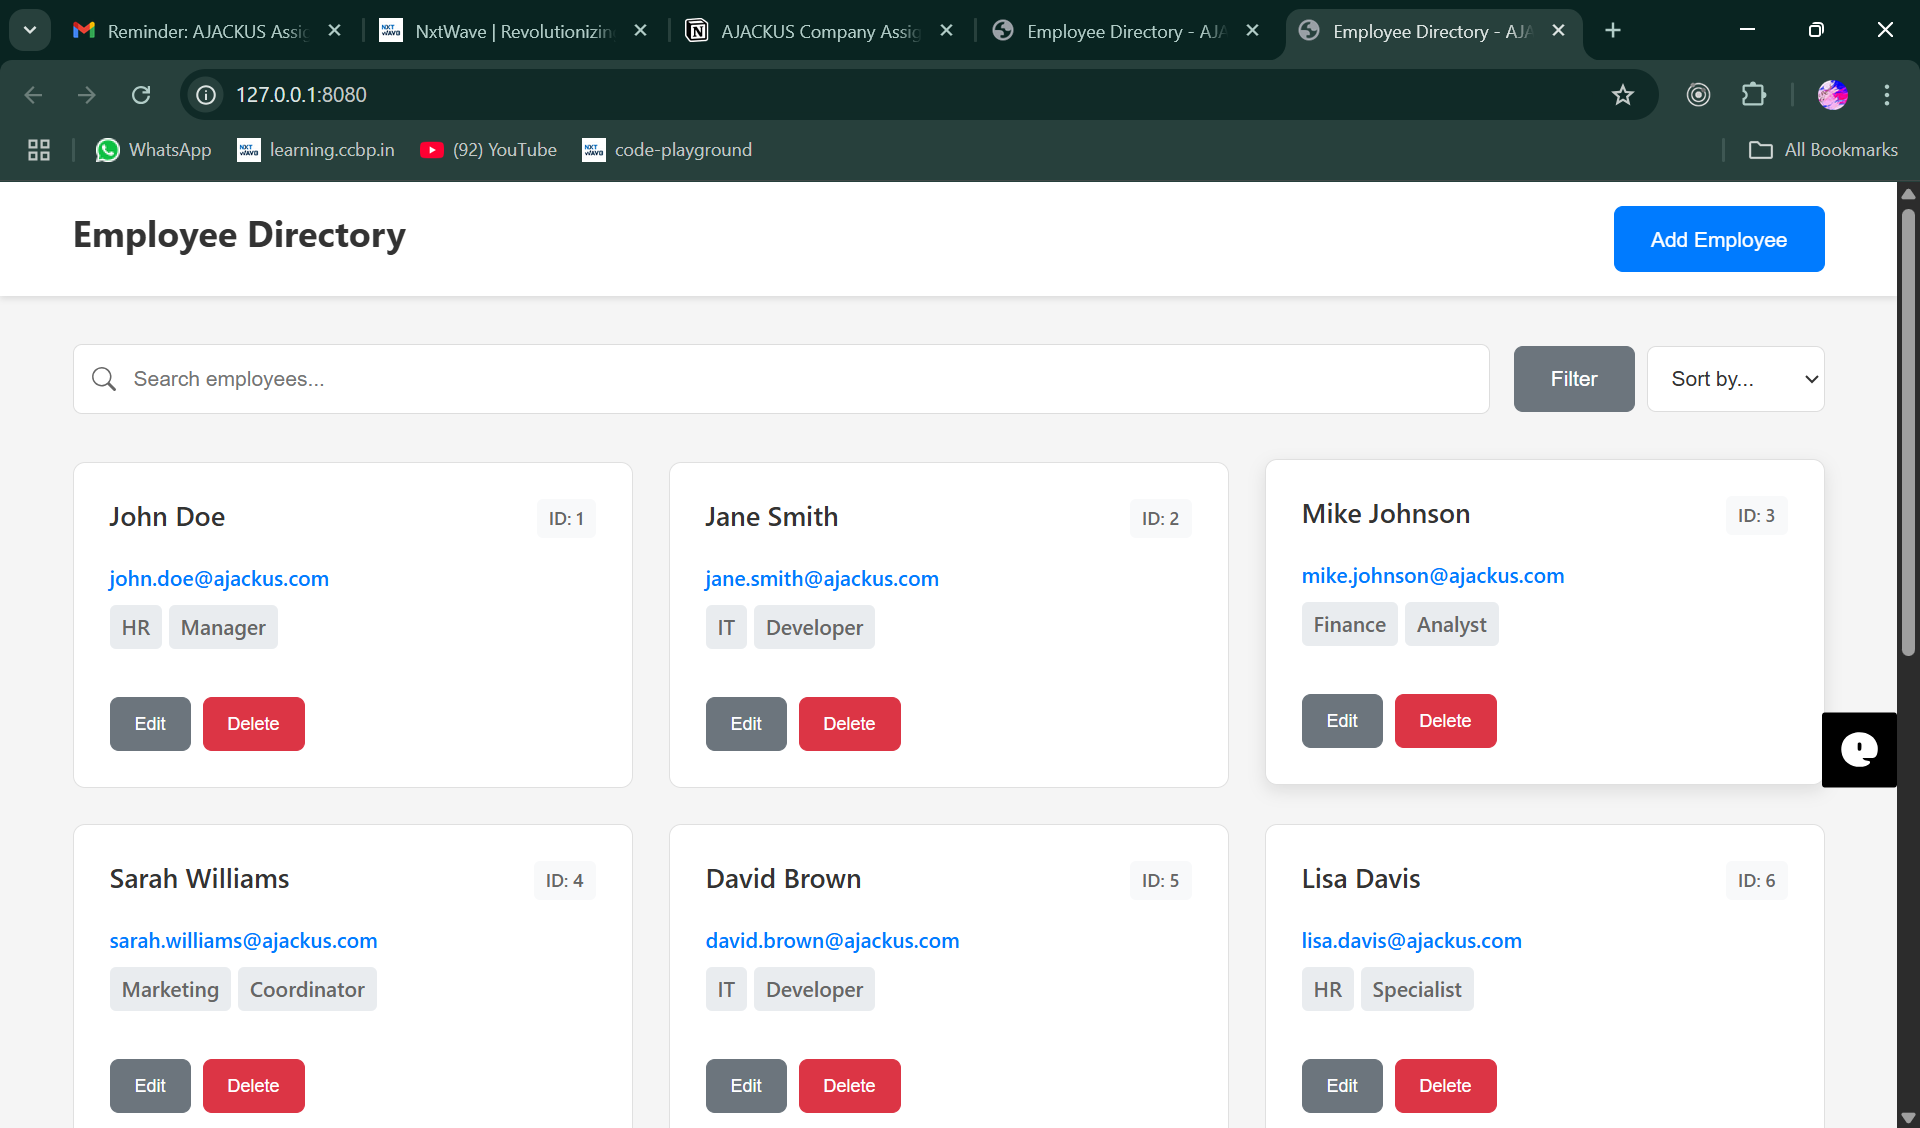 Reminder: AJACKUS Assig
NxtWave | Revolutionizin
AJACKUS Company Assig
Employee Directory - AJA
Employee Directory - AJA
127.0.0.1:8080
WhatsApp
learning.ccbp.in
(92) YouTube
code-playground
All Bookmarks
Employee Directory
Add Employee
Search employees...
Filter
Sort by...
John Doe
ID: 1
john.doe@ajackus.com
HR Manager
Edit Delete
Jane Smith
ID: 2
jane.smith@ajackus.com
IT Developer
Edit Delete
Mike Johnson
ID: 3
mike.johnson@ajackus.com
Finance Analyst
Edit Delete
Sarah Williams
ID: 4
sarah.williams@ajackus.com
Marketing Coordinator
Edit Delete
David Brown
ID: 5
david.brown@ajackus.com
IT Developer
Edit Delete
Lisa Davis
ID: 6
lisa.davis@ajackus.com
HR Specialist
Edit Delete